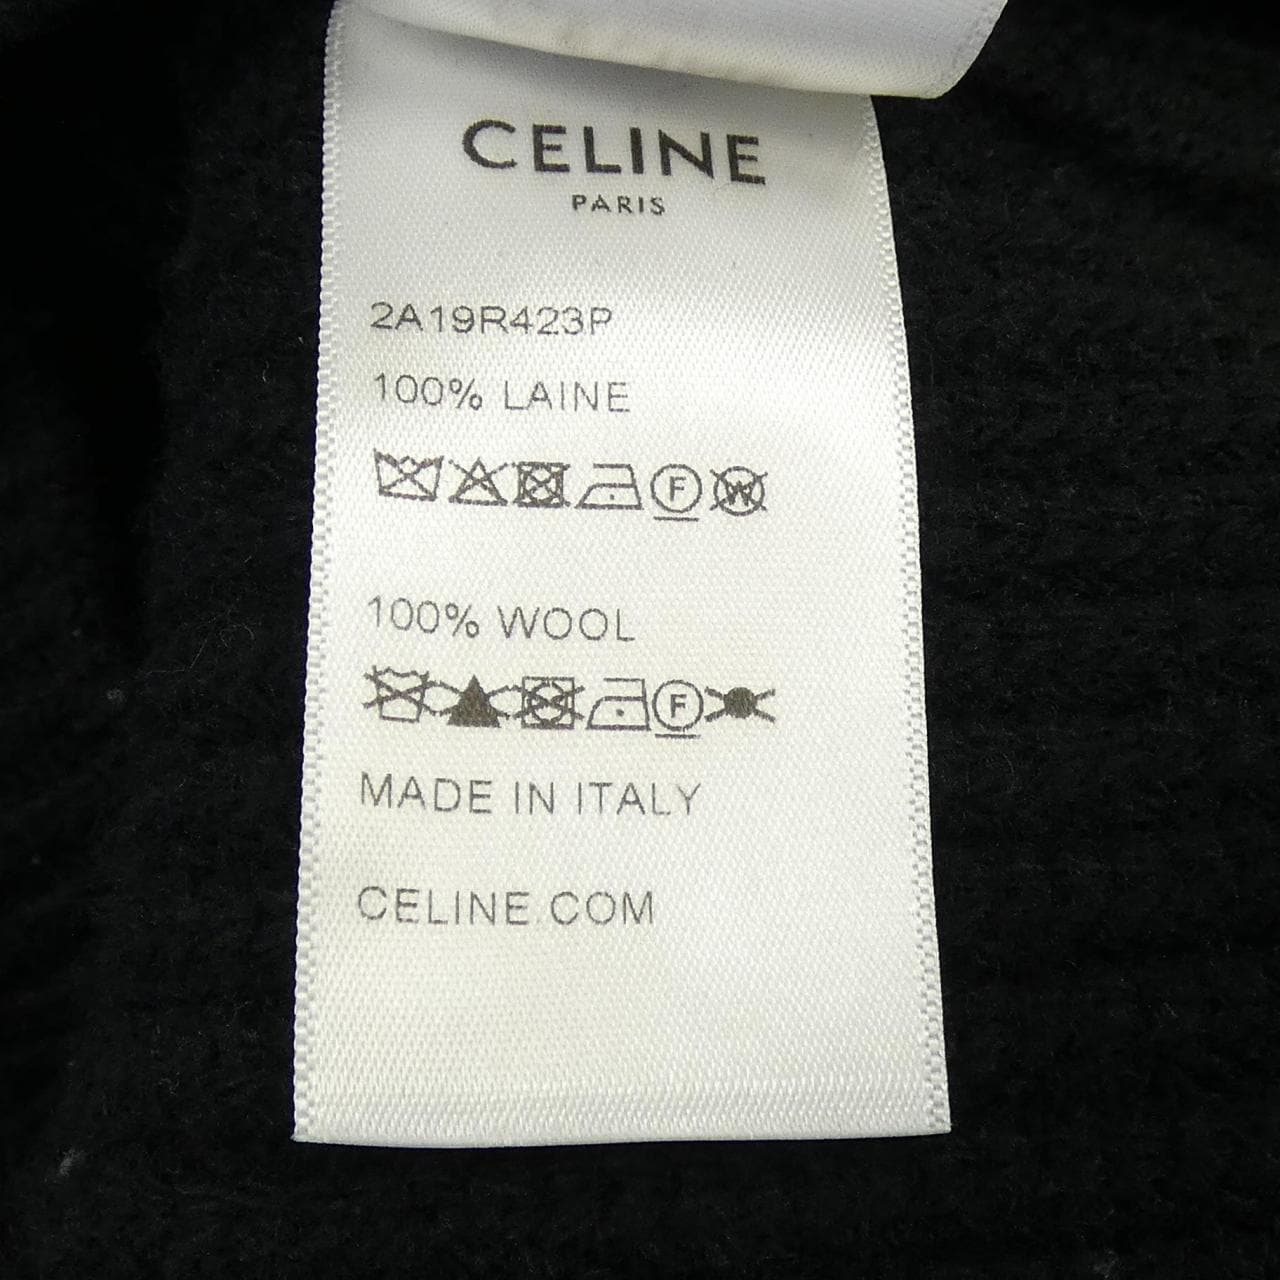 CELINE
PARIS
2A19R423P
100% LAINE
F W
100% WOOL
F
MADE IN ITALY
CELINE.COM